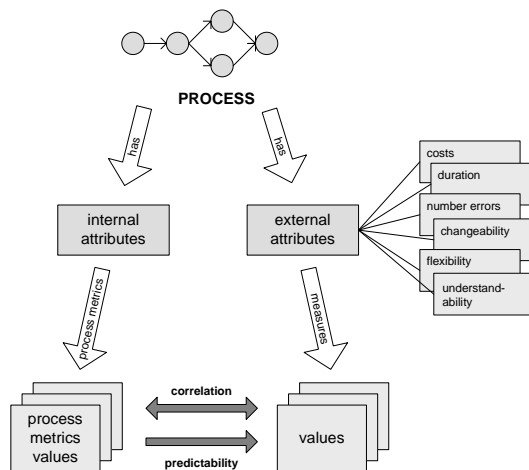 PROCESS
has
has
costs
duration
number errors
changeability
flexibility
understand-
ability
internal
attributes
external
attributes
process metrics
measures
process
metrics
values
correlation
predictability
values